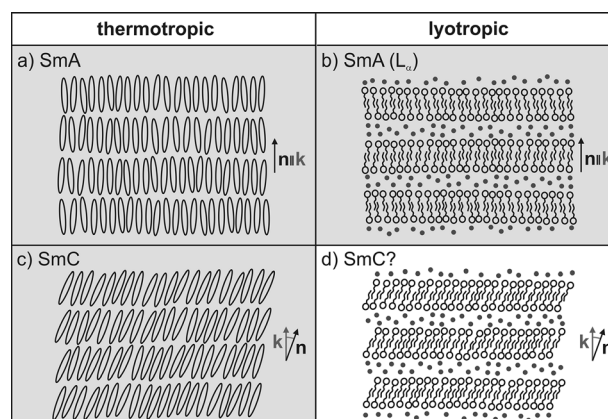 thermotropic lyotropic
a) SmA b) SmA (Lα)
n॥k n॥k
c) SmC d) SmC?
k n k n